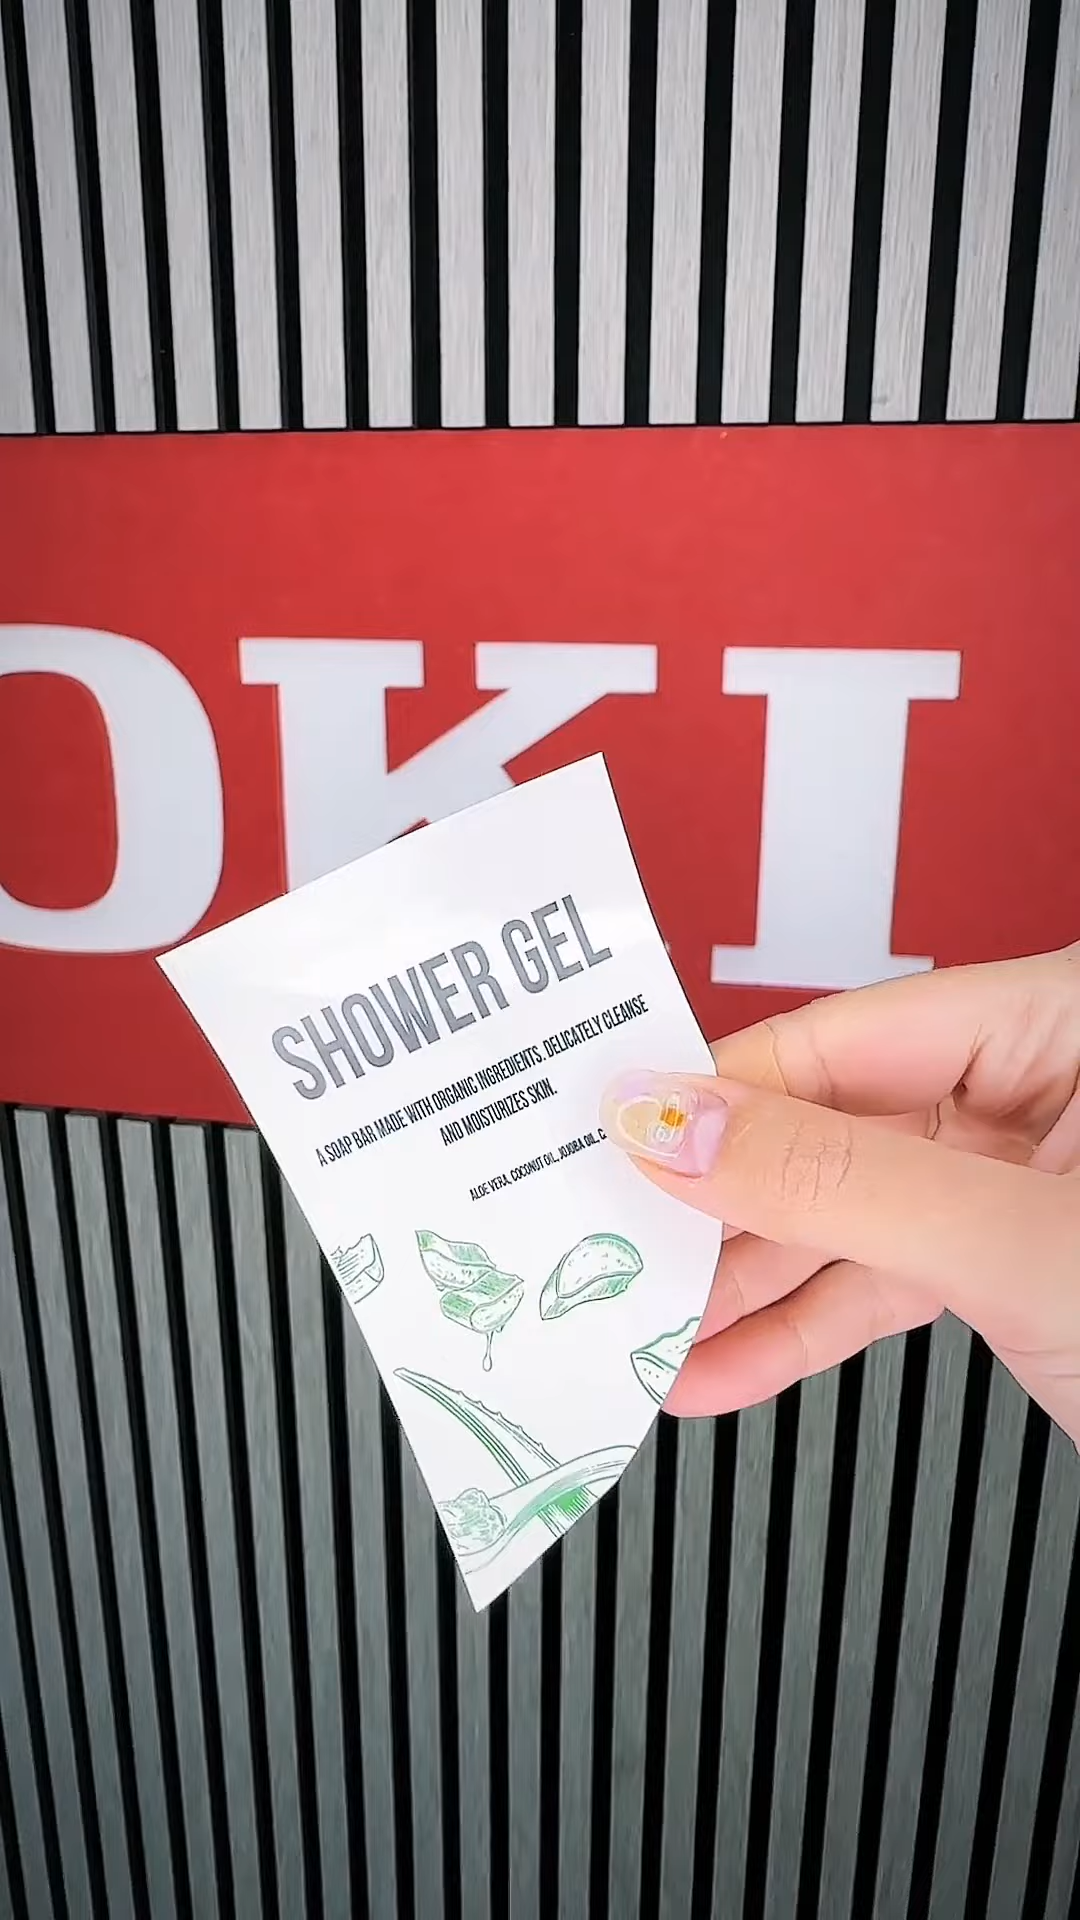 OKI
SHOWER GEL
A SOAP BAR MADE WITH ORGANIC INGREDIENTS. DELICATELY CLEANSE
AND MOISTURIZES SKIN.
ALOE VERA, COCONUT OIL, JOJOBA OIL,